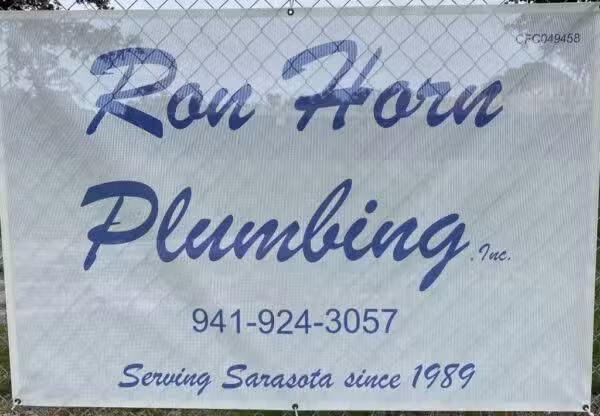 CFC049458
Ron Horn
Plumbing, Inc.
941-924-3057
Serving Sarasota since 1989